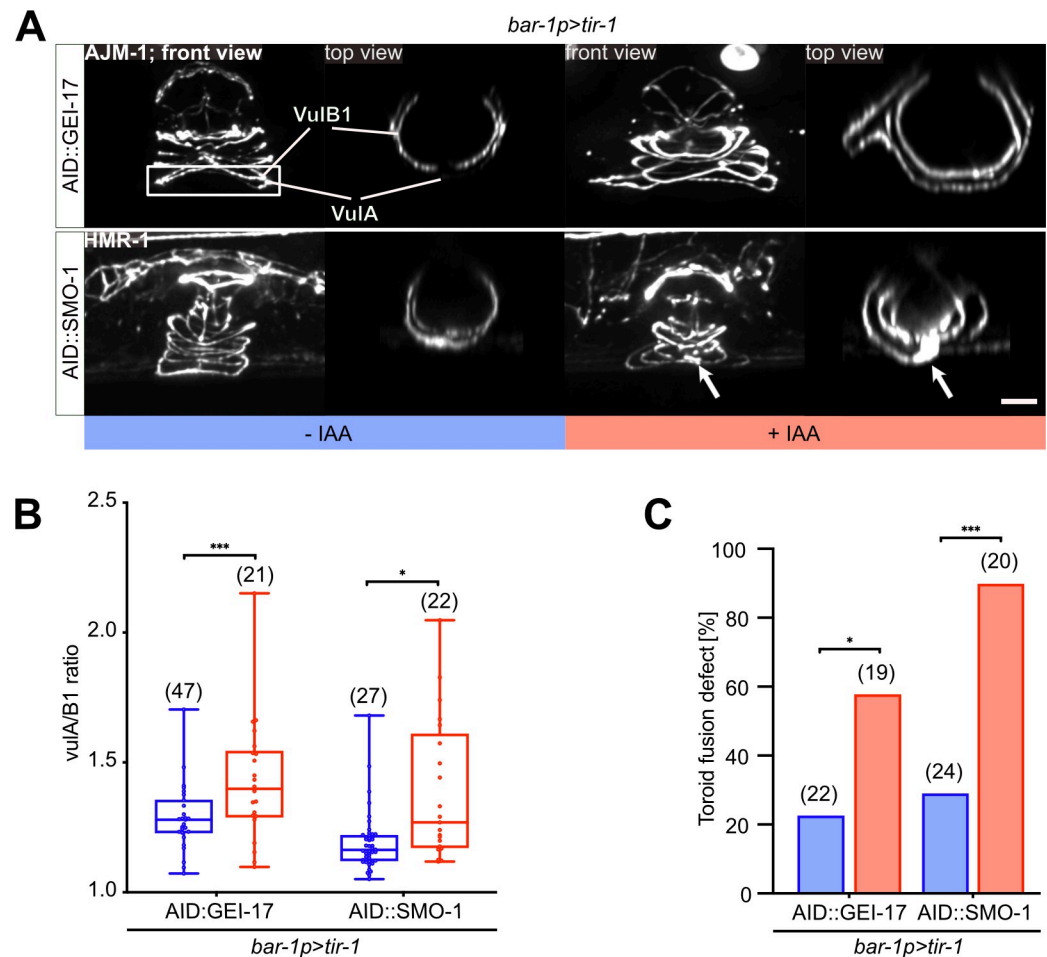 A
bar-1p>tir-1
AJM-1; front view
top view
front view
top view
AID::GEI-17
VulB1
VulA
HMR-1
AID::SMO-1
- IAA
+ IAA
B
vulA/B1 ratio
2.5
2.0
1.5
1.0
(47)
***
(21)
(27)
*
(22)
AID:GEI-17
AID::SMO-1
bar-1p>tir-1
C
Toroid fusion defect [%]
100
80
60
40
20
0
(22)
*
(19)
(24)
***
(20)
AID::GEI-17
AID::SMO-1
bar-1p>tir-1